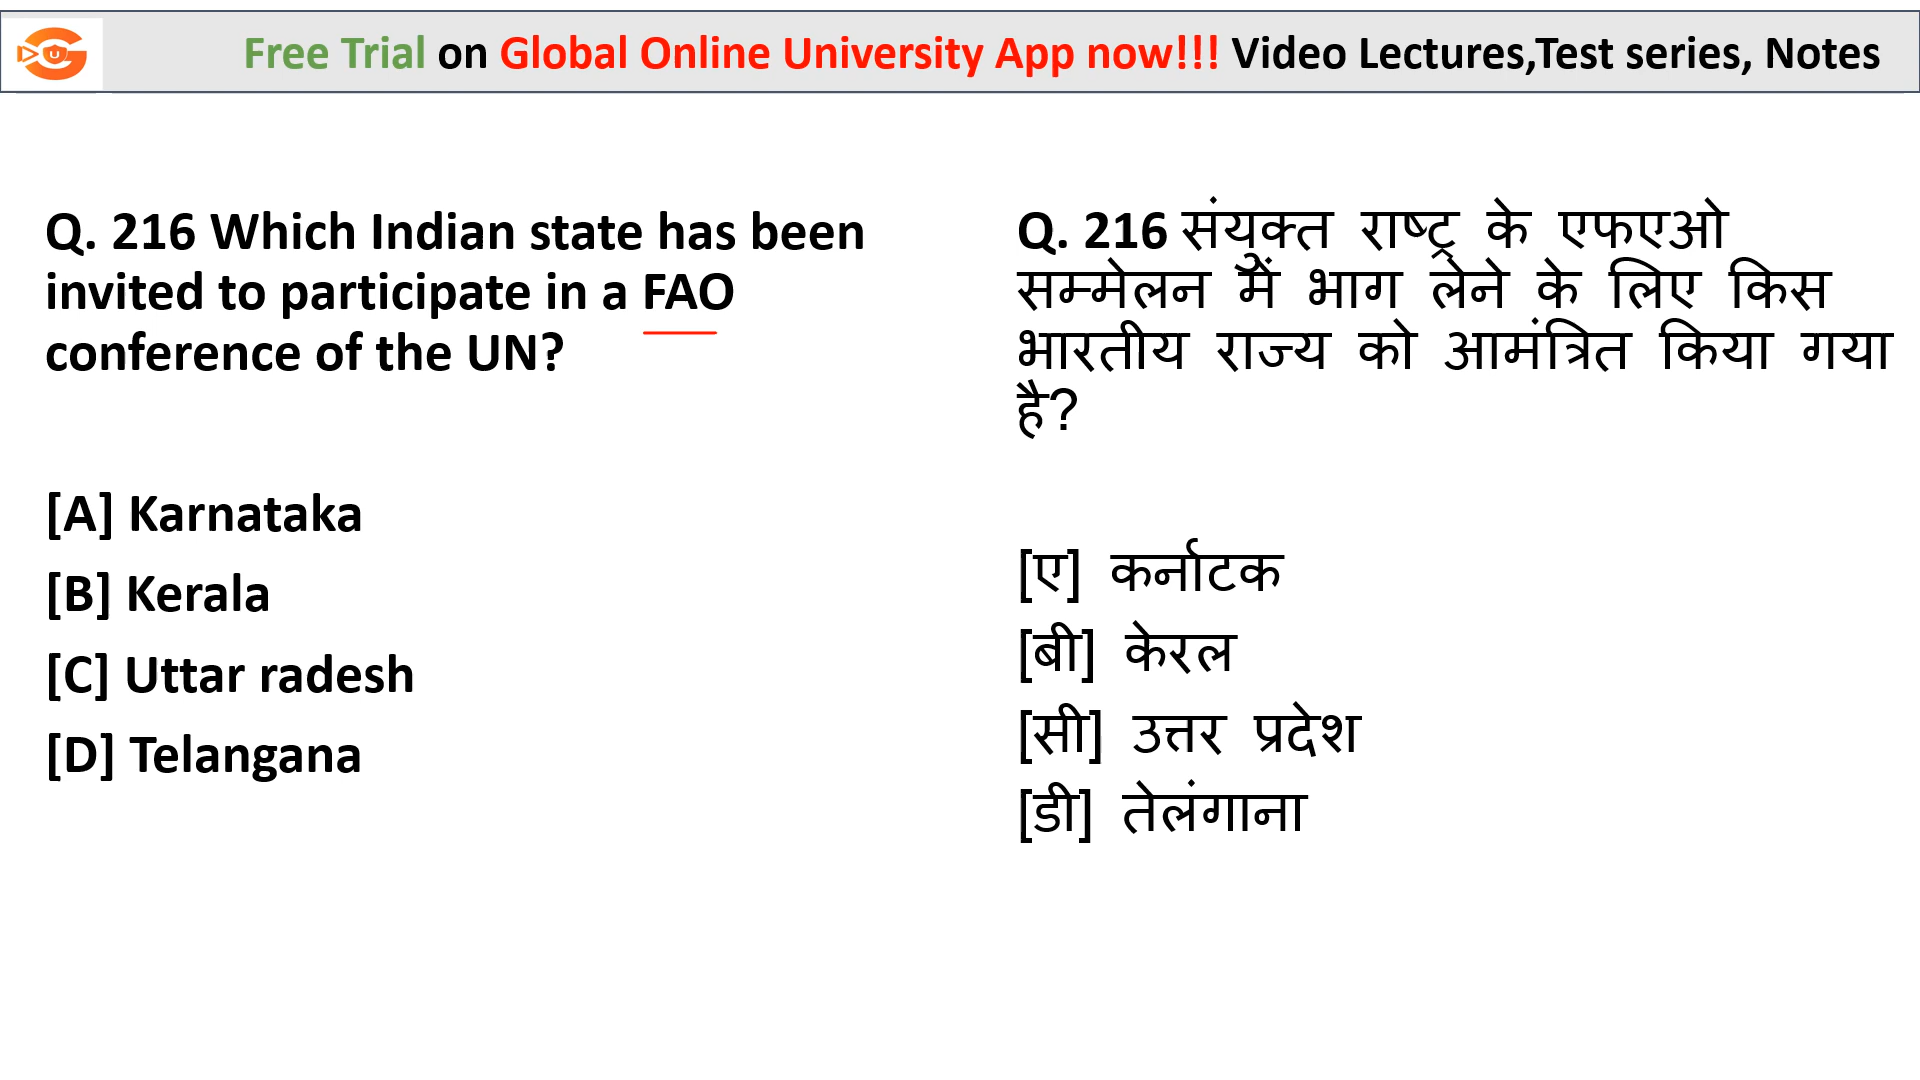 Free Trial on Global Online University App now!!! Video Lectures,Test series, Notes
Q. 216 Which Indian state has been
invited to participate in a FAO
conference of the UN?
[A] Karnataka
[B] Kerala
[C] Uttar radesh
[D] Telangana
Q. 216 संयुक्त राष्ट्र के एफएओ
सम्मेलन में भाग लेने के लिए किस
भारतीय राज्य को आमंत्रित किया गया
है?
[ए] कर्नाटक
[बी] केरल
[सी] उत्तर प्रदेश
[डी] तेलंगाना